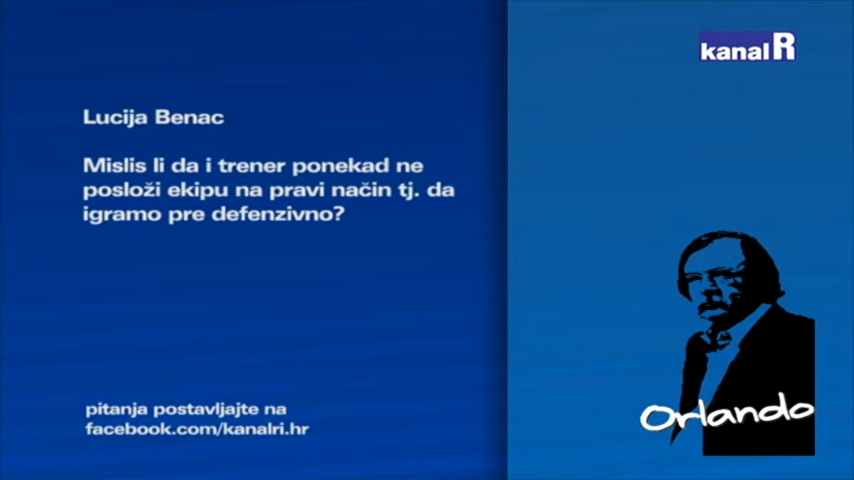 kanal R
Lucija Benac
Mislis li da i trener ponekad ne
posloži ekipu na pravi način tj. da
igramo pre defenzivno?
pitanja postavljajte na
facebook.com/kanalri.hr
Orlando